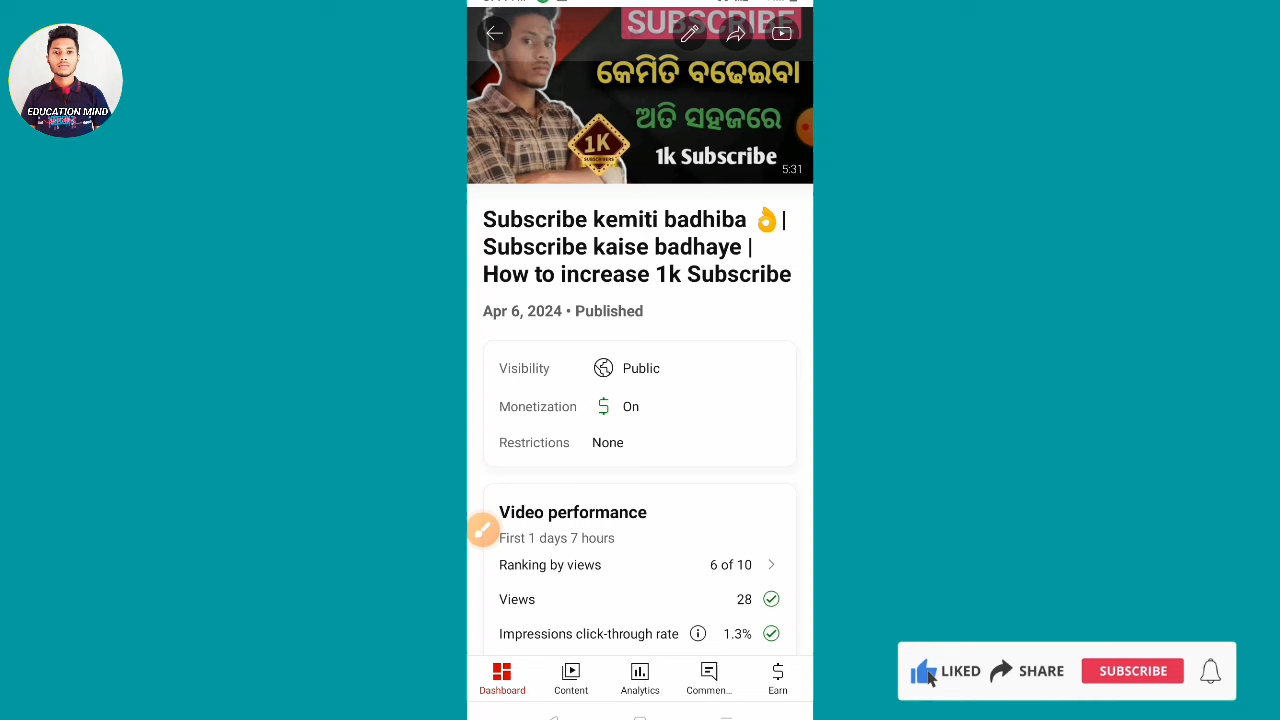 SUBSCRIBE
କେମିତି ବଢେଇବା
ଅତି ସହଜରେ
1K
SUBSCRIBERS
1k Subscribe
5:31
EDUCATION MIND
Subscribe kemiti badhiba 👌|
Subscribe kaise badhaye |
How to increase 1k Subscribe
Apr 6, 2024 • Published
Visibility Public
Monetization On
Restrictions None
Video performance
First 1 days 7 hours
Ranking by views 6 of 10
Views 28
Impressions click-through rate 1.3%
Dashboard Content Analytics Commen... Earn
LIKED SHARE SUBSCRIBE